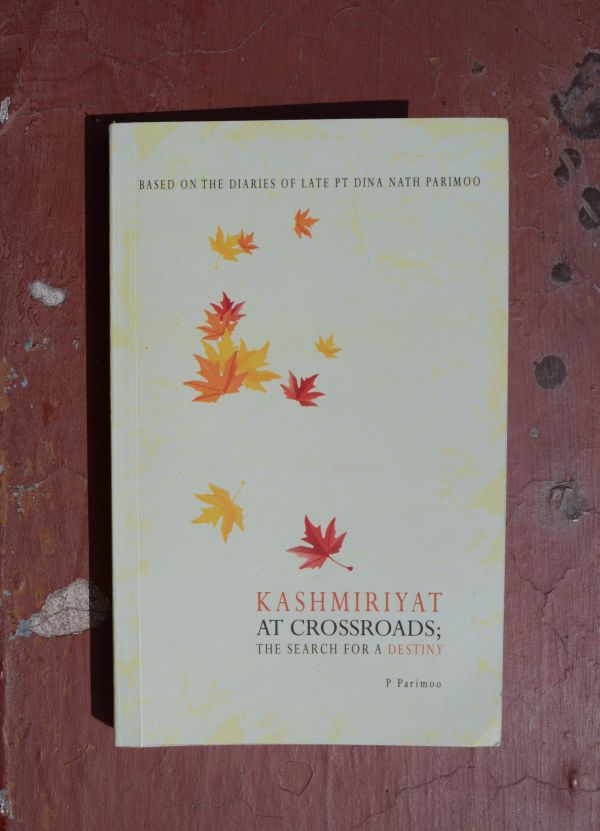 BASED ON THE DIARIES OF LATE PT DINA NATH PARIMOO
KASHMIRIYAT
AT CROSSROADS;
THE SEARCH FOR A DESTINY
P Parimoo